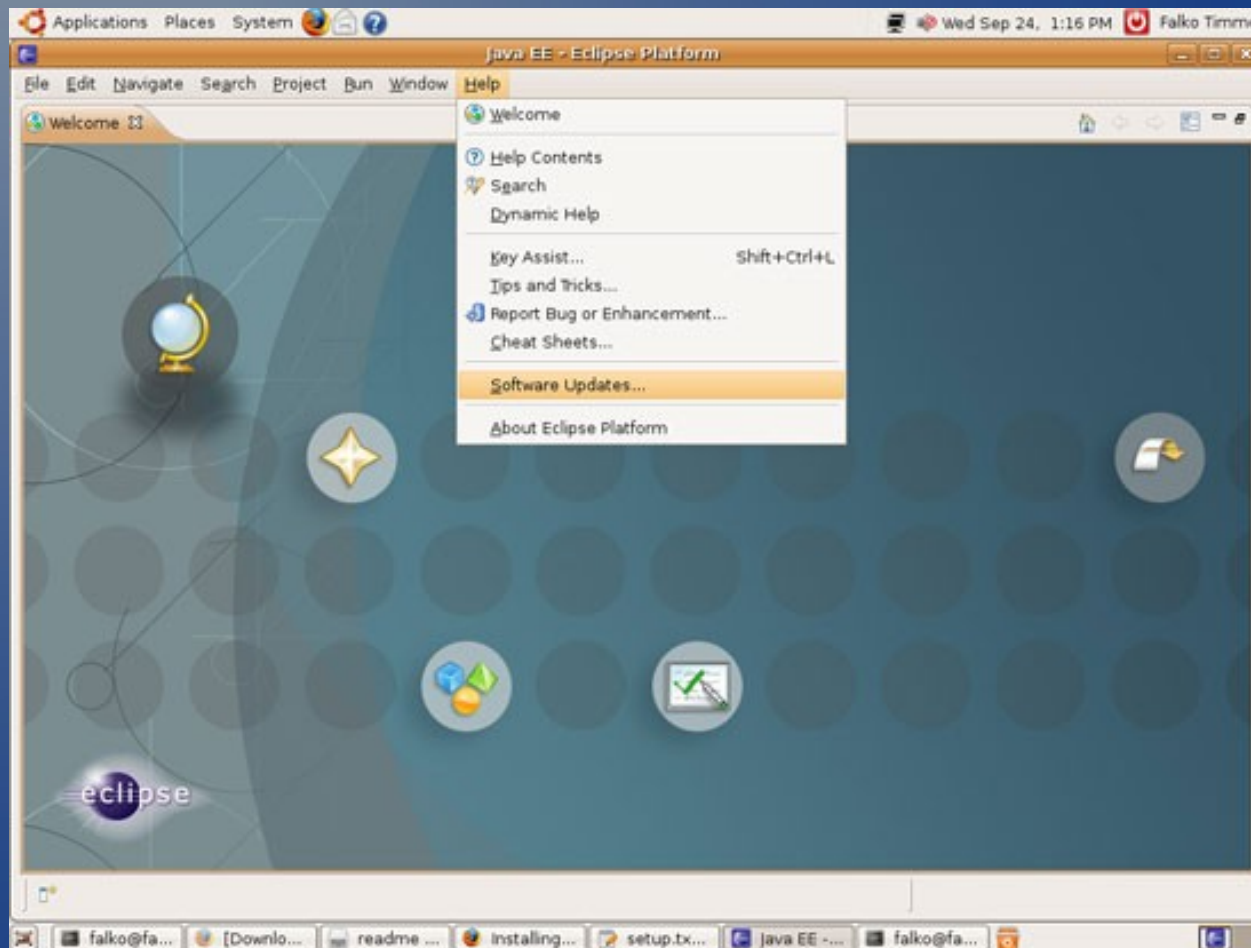 Applications Places System Wed Sep 24, 1:16 PM Falko Timme
Java EE - Eclipse Platform
File Edit Navigate Search Project Run Window Help
Welcome
Welcome
Help Contents
Search
Dynamic Help
Key Assist... Shift+Ctrl+L
Tips and Tricks...
Report Bug or Enhancement...
Cheat Sheets...
Software Updates...
About Eclipse Platform
eclipse
falko@fa... [Downlo... readme ... Installing... setup.tx... Java EE -... falko@fa...